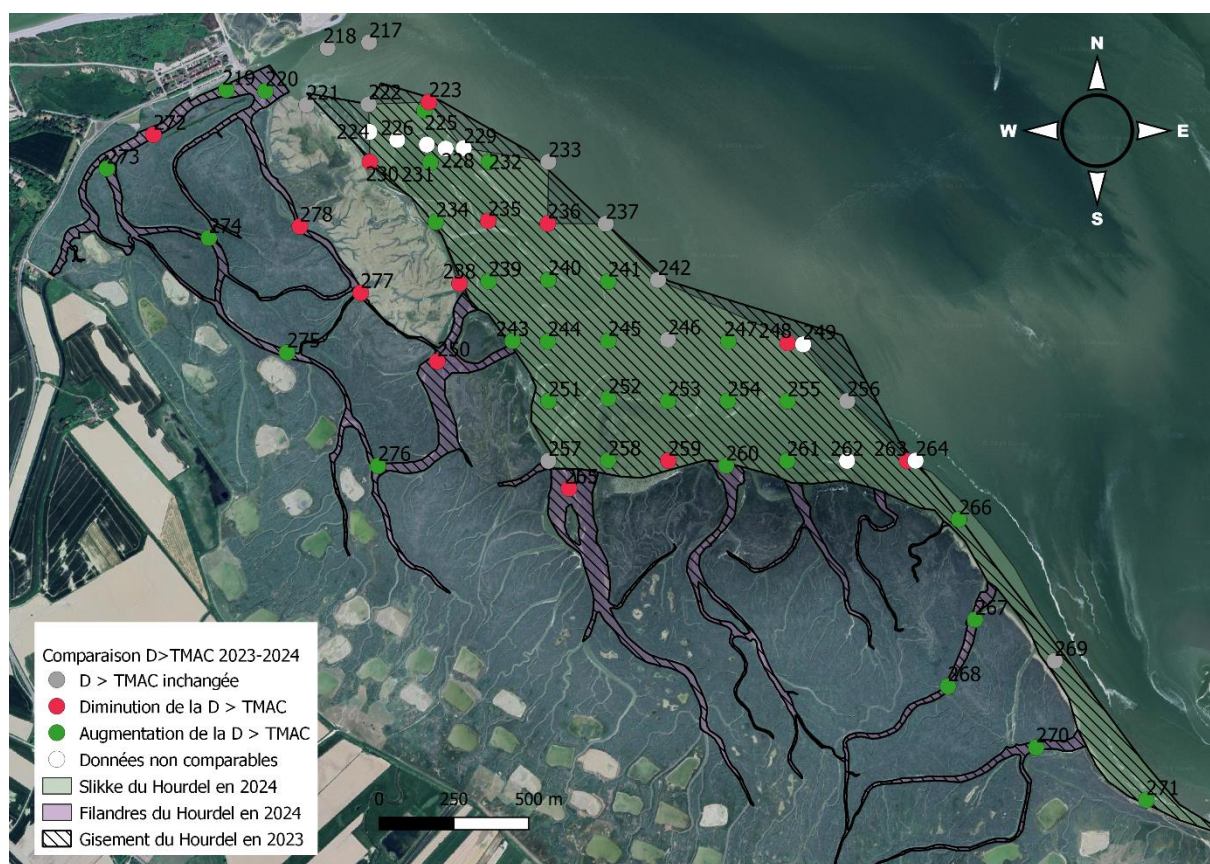 218 217
N
W E
S
219 220
221 222 223
225
224 226 229
272
273
230 231 228 232 233
278
234 235 236 237
274
277
238 239 240 241 242
275
250
243 244 245 246 247 248 249
251 252 253 254 255 256
276
257 258 259 260 261 262 263 264
265
266
267
269
268
270
271
Comparaison D>TMAC 2023-2024
D > TMAC inchangée
Diminution de la D > TMAC
Augmentation de la D > TMAC
Données non comparables
Slikke du Hourdel en 2024
Filandres du Hourdel en 2024
Gisement du Hourdel en 2023
0 250 500 m